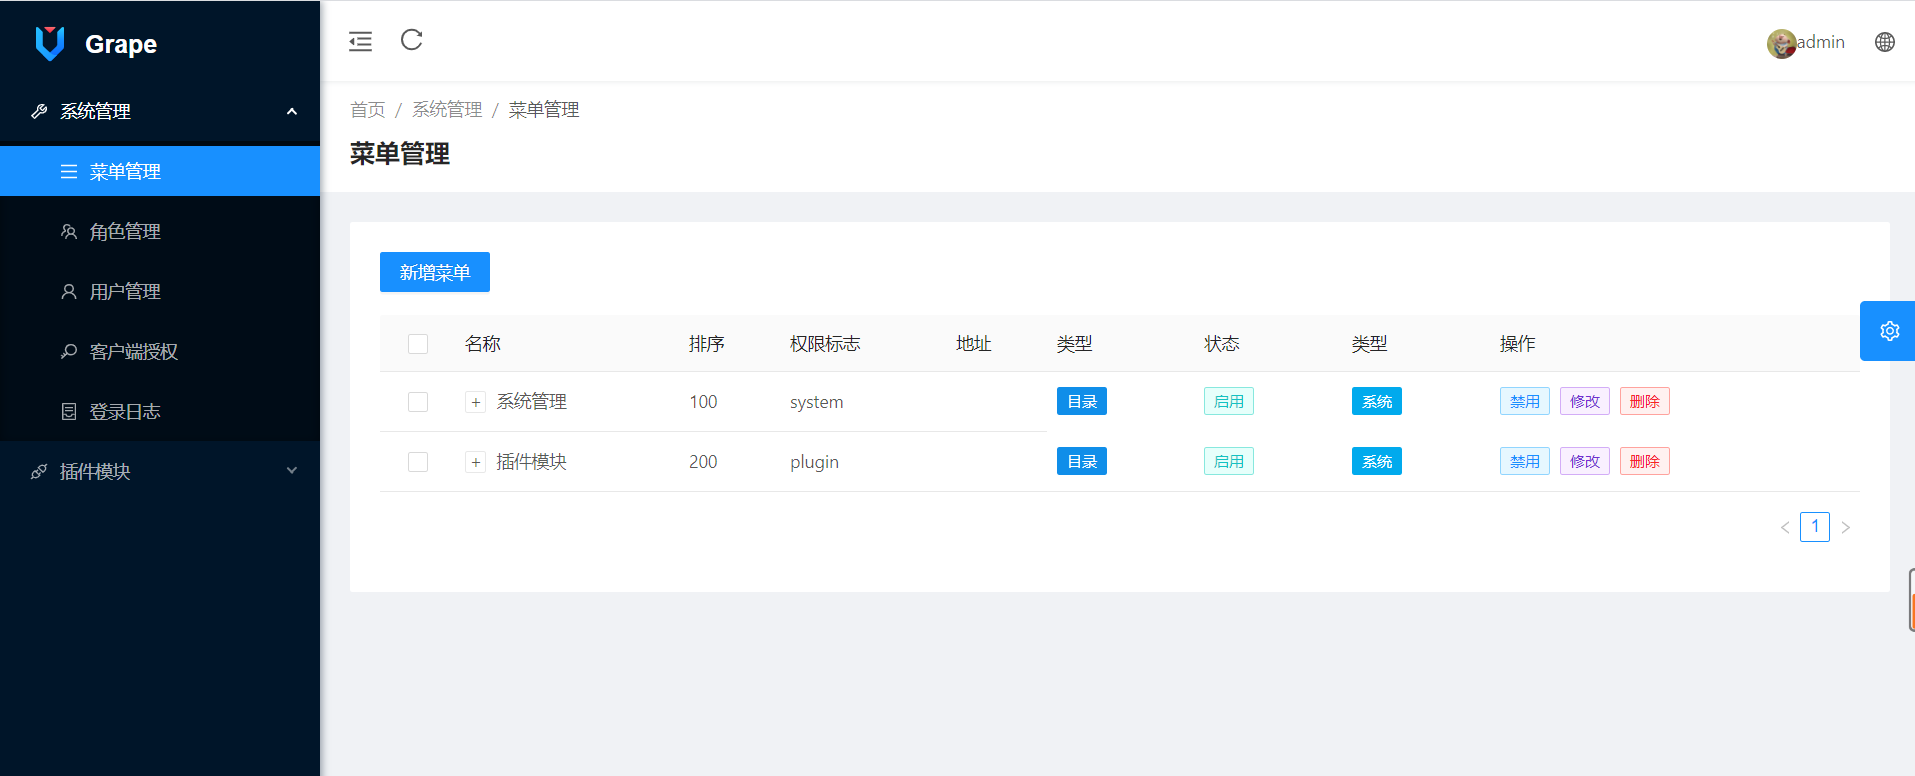 Grape
系统管理
菜单管理
角色管理
用户管理
客户端授权
登录日志
插件模块
admin
首页 / 系统管理 / 菜单管理
菜单管理
新增菜单
名称 排序 权限标志 地址 类型 状态 类型 操作
+ 系统管理 100 system 目录 启用 系统 禁用 修改 删除
+ 插件模块 200 plugin 目录 启用 系统 禁用 修改 删除
< 1 >